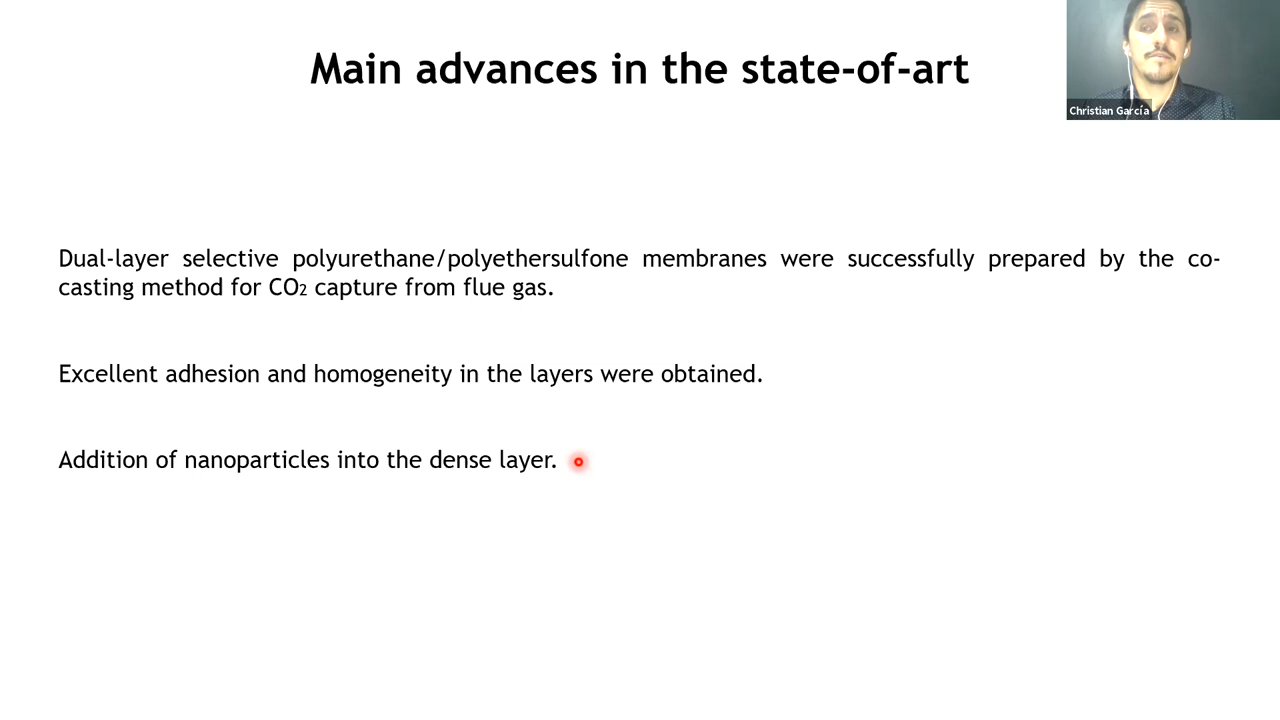 Main advances in the state-of-art
Christian García
Dual-layer selective polyurethane/polyethersulfone membranes were successfully prepared by the co-
casting method for CO₂ capture from flue gas.
Excellent adhesion and homogeneity in the layers were obtained.
Addition of nanoparticles into the dense layer.